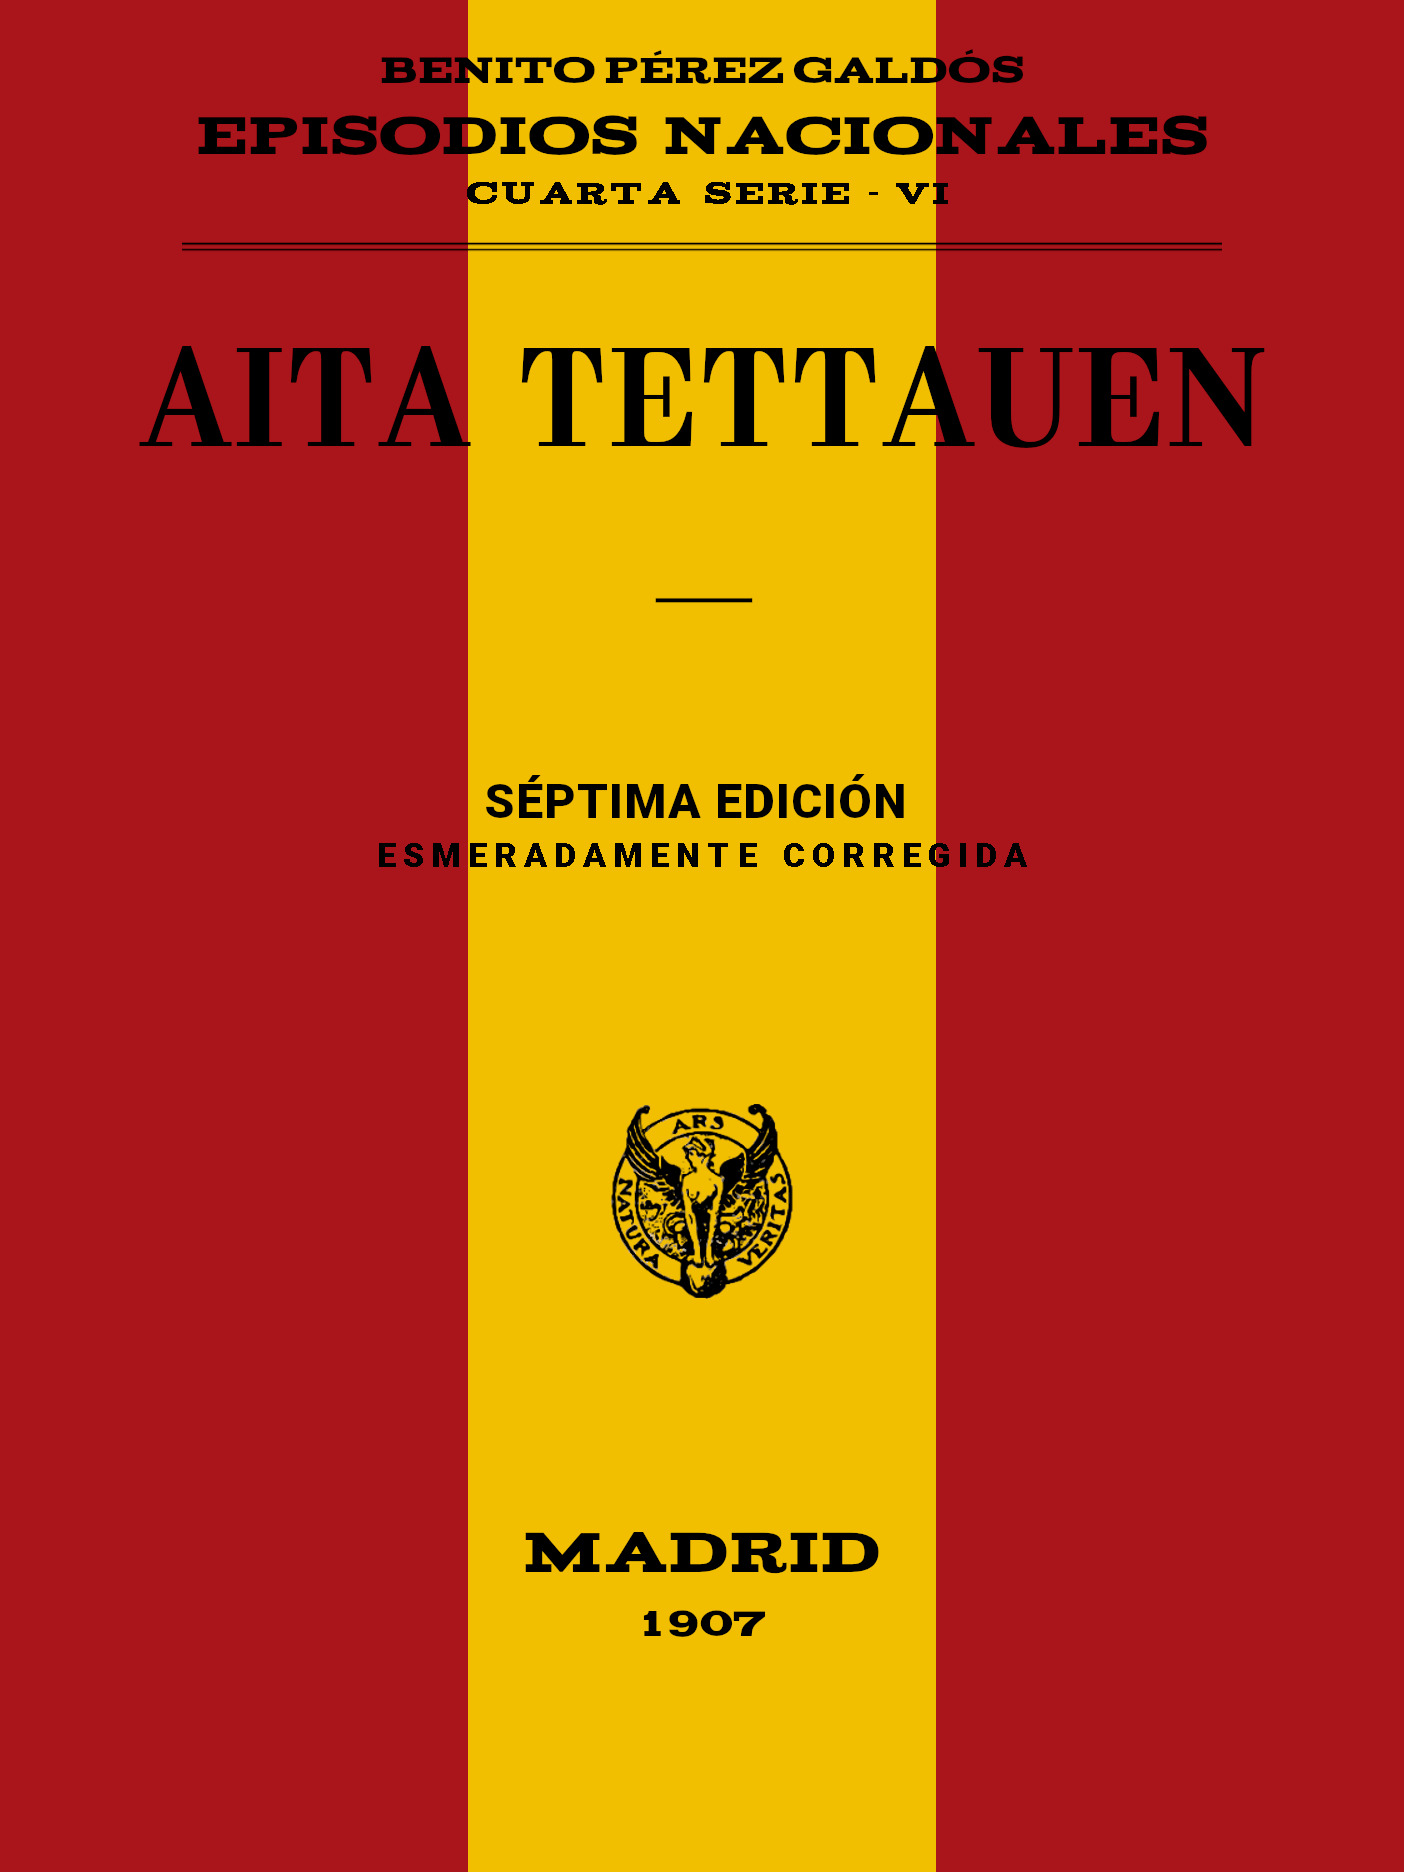 BENITO PÉREZ GALDÓS
EPISODIOS NACIONALES
CUARTA SERIE - VI
AITA TETTAUEN
SÉPTIMA EDICIÓN
ESMERADAMENTE CORREGIDA
ARS
NATURA
VERITAS
MADRID
1907